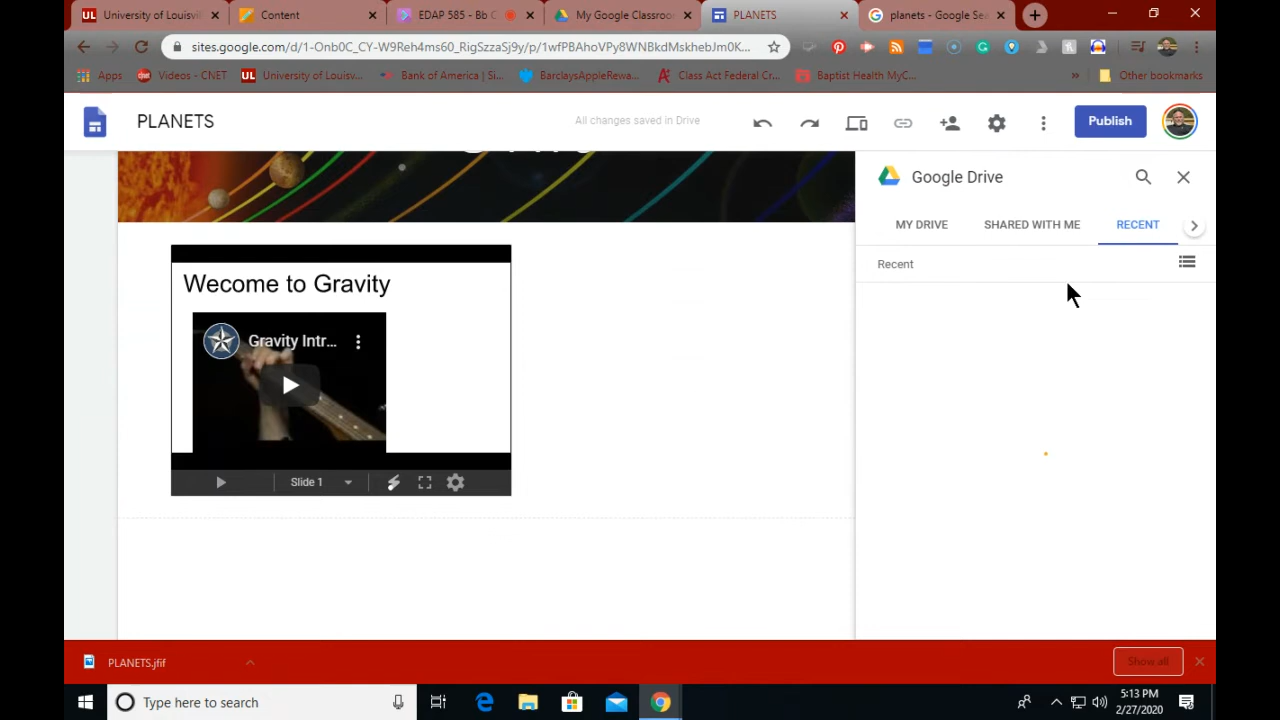 University of Louisvil
Content
EDAP 585 - Bb C
My Google Classroo
PLANETS
planets - Google Sea
sites.google.com/d/1-Onb0C_CY-W9Reh4ms60_RigSzzaSj9y/p/1wfPBAhoVPy8WNBkdMskhebJm0K...
Apps
Videos - CNET
University of Louisv...
Bank of America | Si...
BarclaysAppleRewa...
Class Act Federal Cr...
Baptist Health MyC...
Other bookmarks
PLANETS
All changes saved in Drive
Publish
Google Drive
MY DRIVE
SHARED WITH ME
RECENT
Recent
Wecome to Gravity
Gravity Intr...
Slide 1
PLANETS.jfif
Show all
Type here to search
5:13 PM
2/27/2020